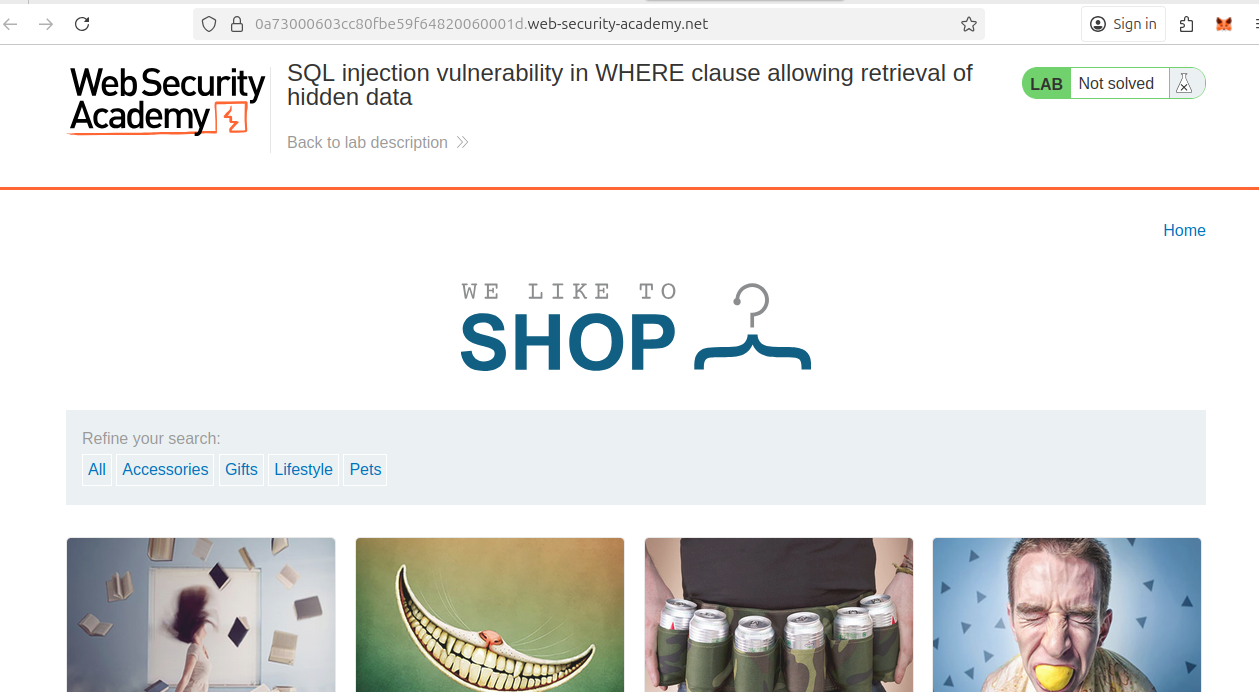 0a73000603cc80fbe59f64820060001d.web-security-academy.net
Sign in
Web Security
Academy
SQL injection vulnerability in WHERE clause allowing retrieval of
hidden data
Back to lab description
LAB Not solved
Home
WE LIKE TO
SHOP
Refine your search:
All Accessories Gifts Lifestyle Pets